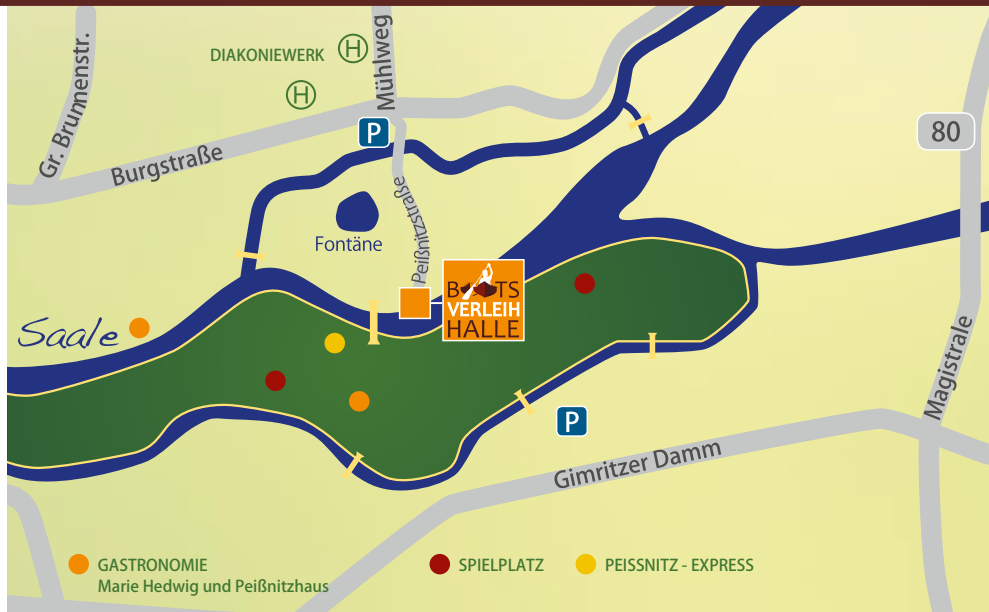 DIAKONIEWERK
H
H
Mühlweg
Gr. Brunnenstr.
P
80
Burgstraße
Peißnitzstraße
Fontäne
B TS
VERLEIH
HALLE
Saale
Magistrale
P
Gimritzer Damm
GASTRONOMIE
Marie Hedwig und Peißnitzhaus
SPIELPLATZ
PEISSNITZ - EXPRESS